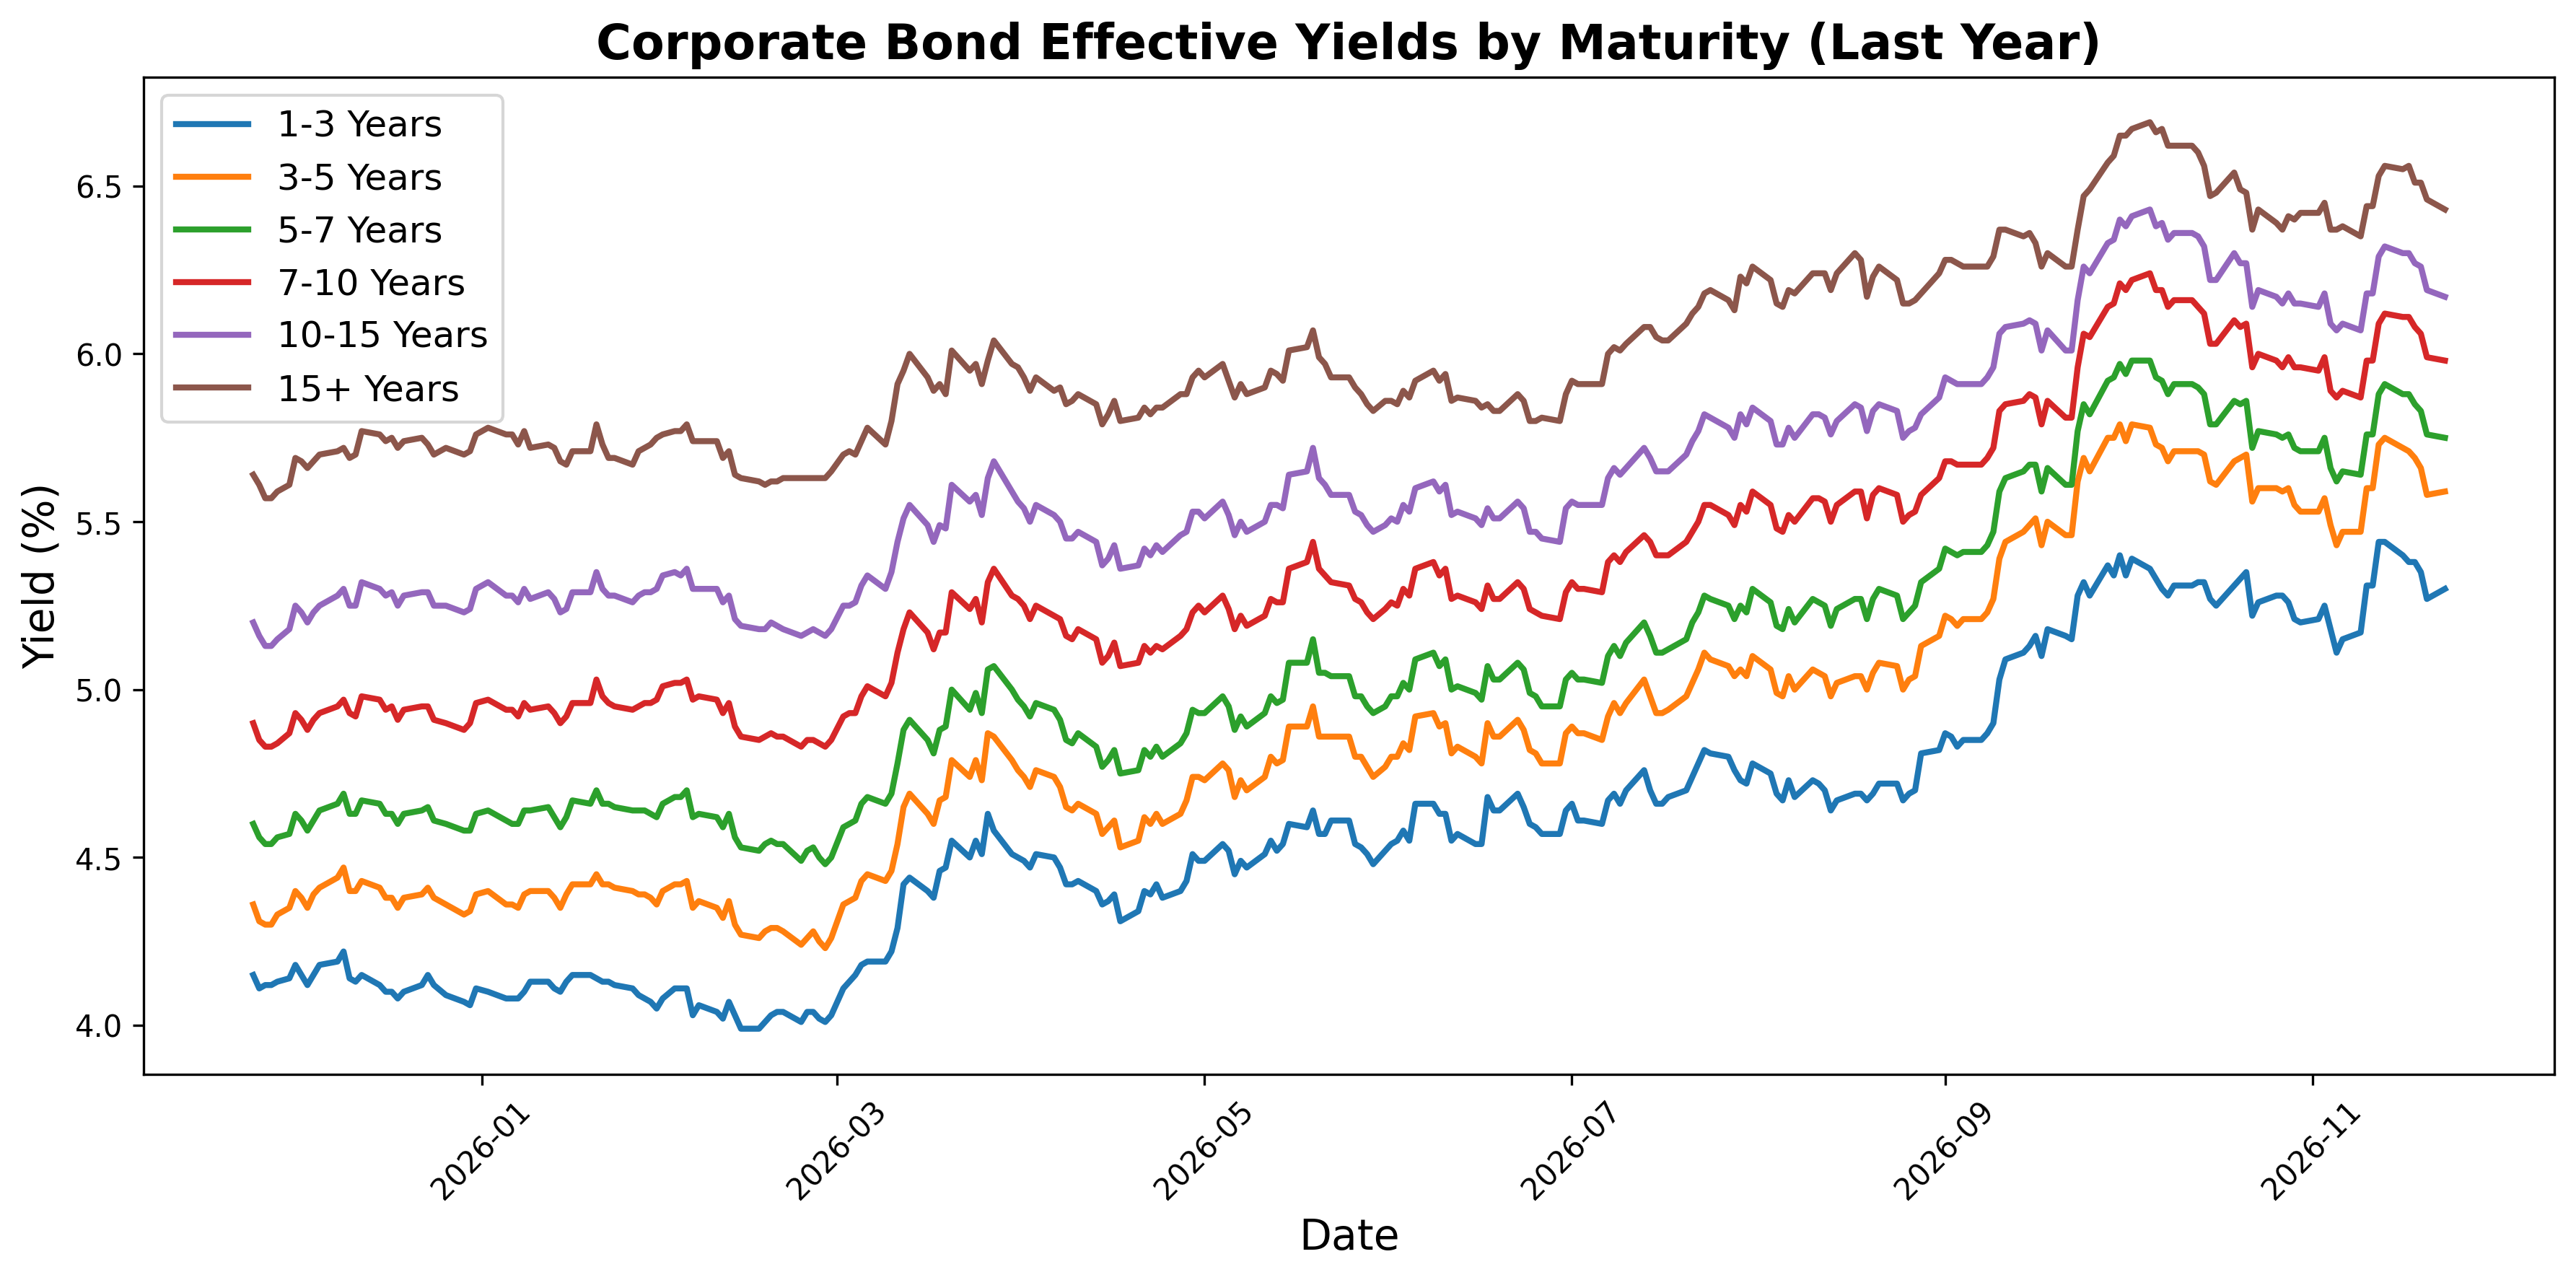 Corporate Bond Effective Yields by Maturity (Last Year)
1-3 Years
3-5 Years
5-7 Years
7-10 Years
10-15 Years
15+ Years
Yield (%)
6.5
6.0
5.5
5.0
4.5
4.0
2026-01
2026-03
2026-05
2026-07
2026-09
2026-11
Date